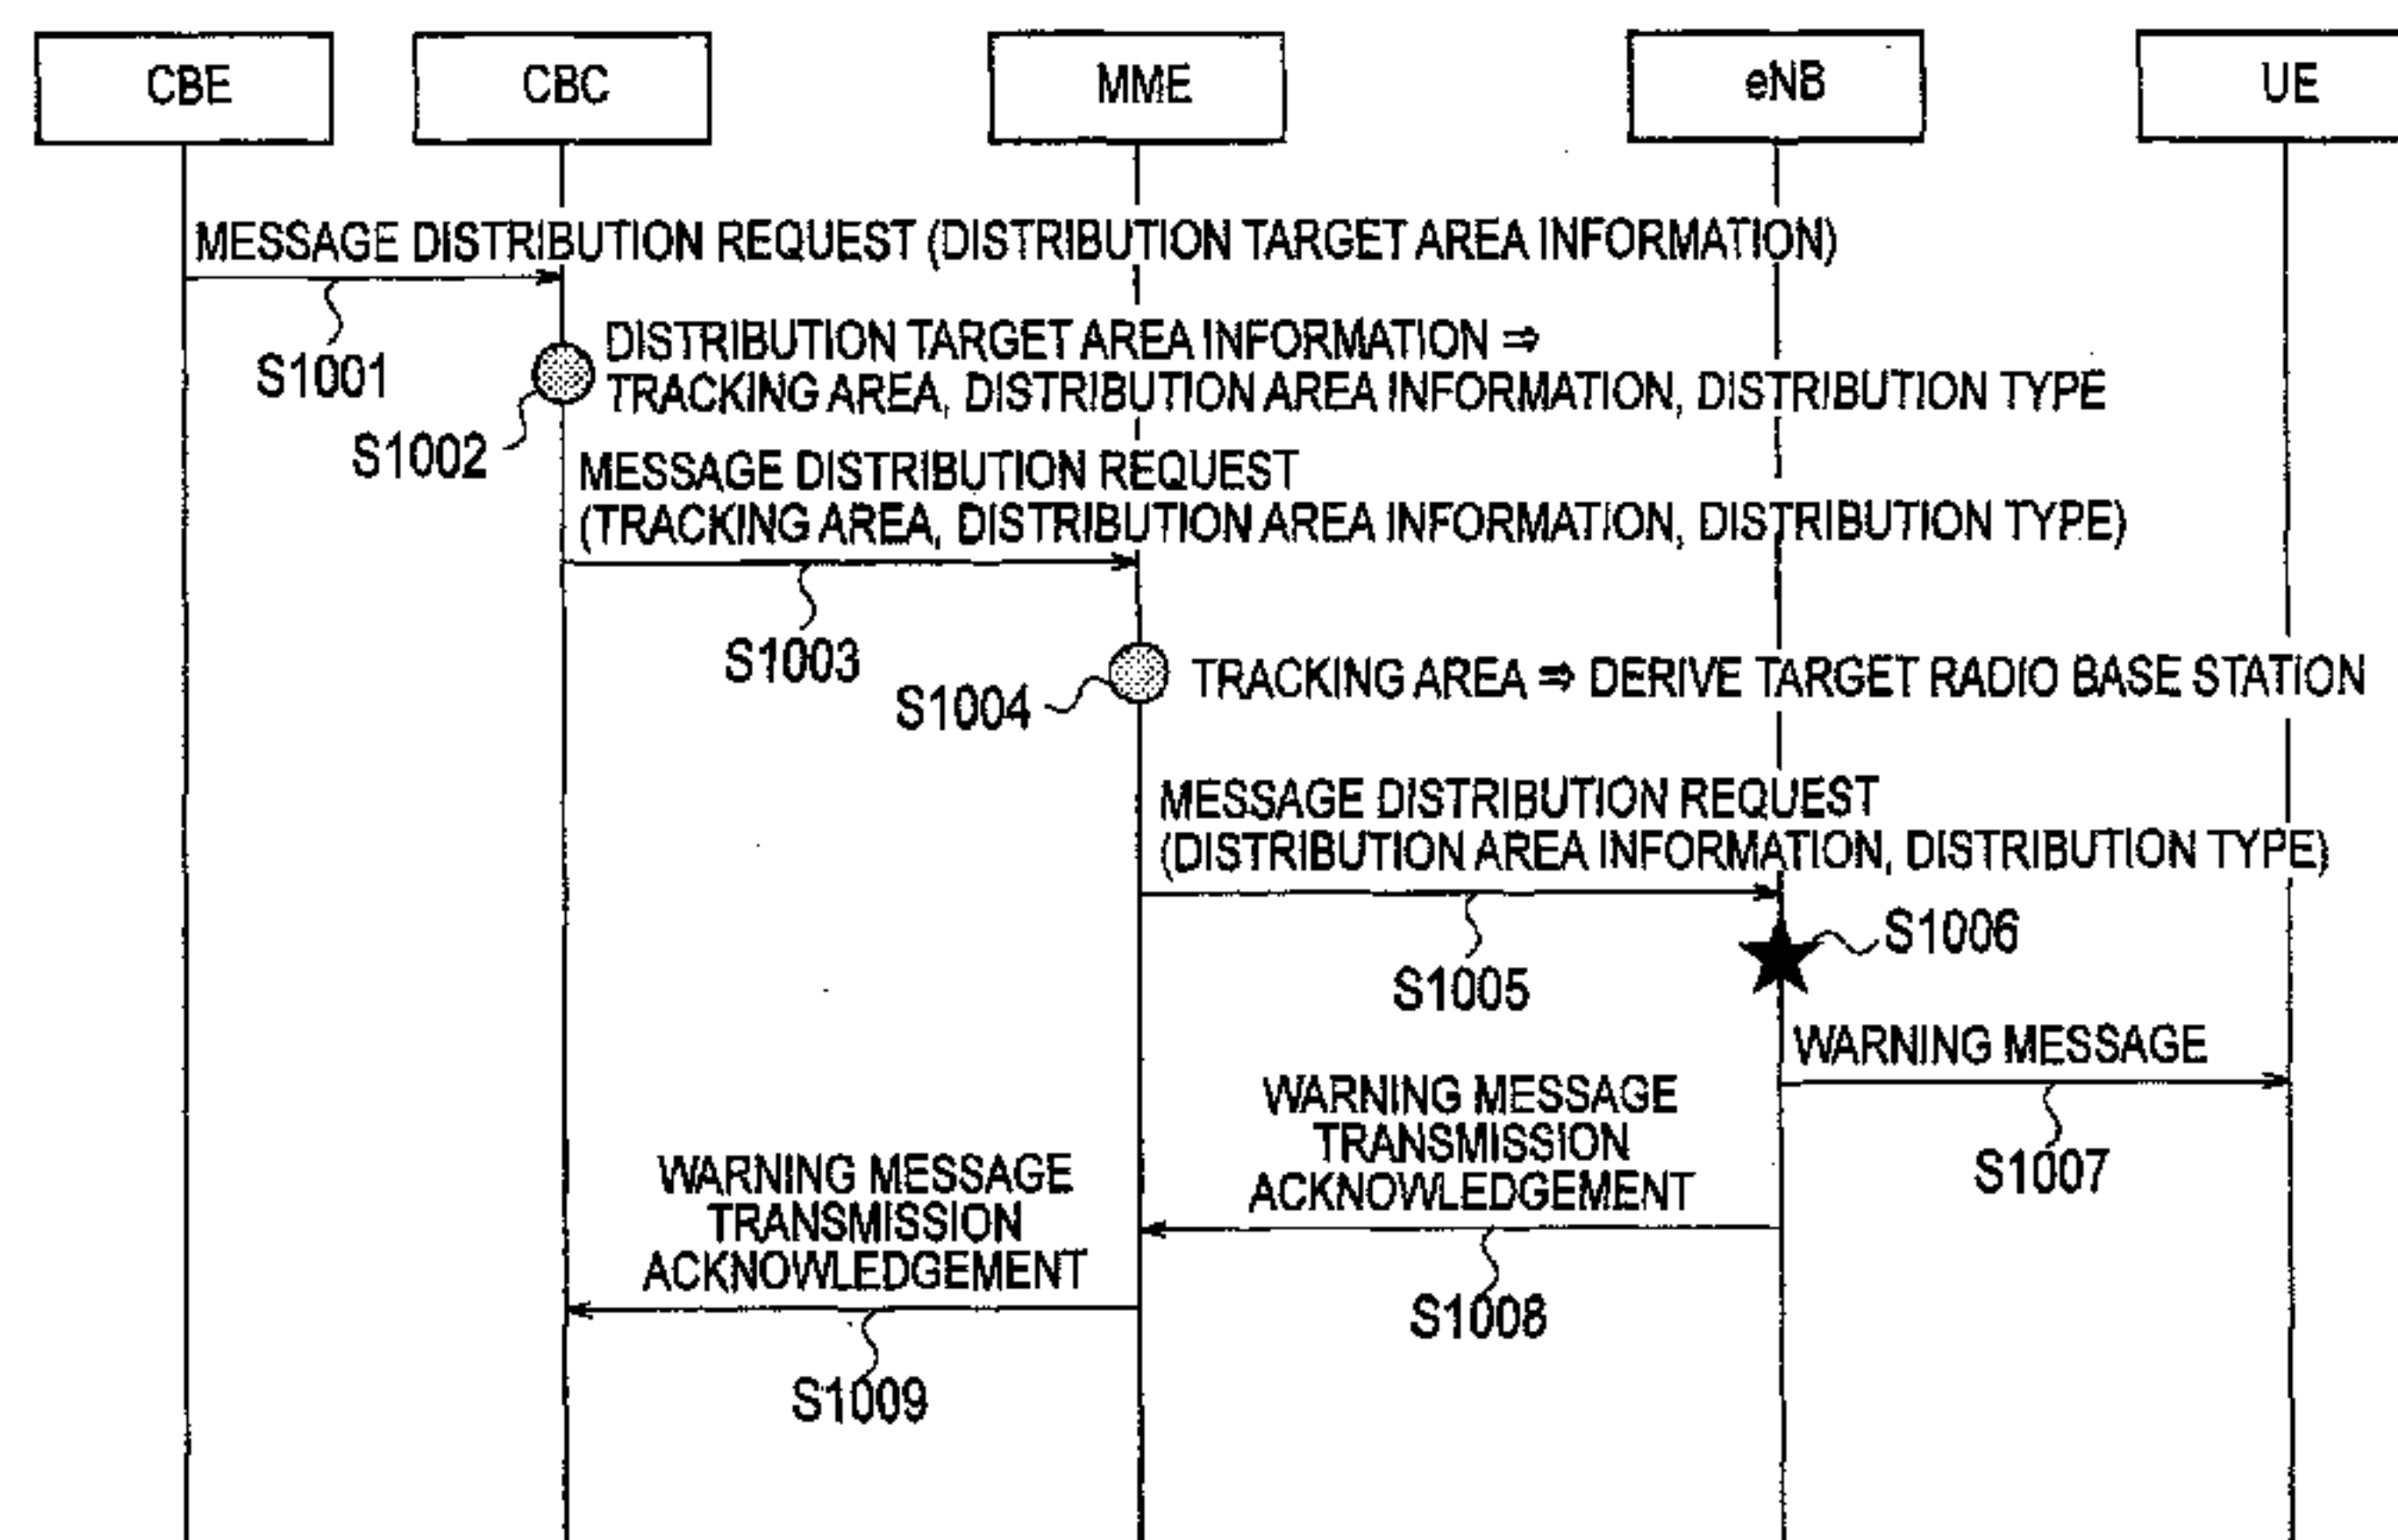 CBE
CBC
MME
eNB
UE
MESSAGE DISTRIBUTION REQUEST (DISTRIBUTION TARGET AREA INFORMATION)
S1001
DISTRIBUTION TARGET AREA INFORMATION ⇒
TRACKING AREA, DISTRIBUTION AREA INFORMATION, DISTRIBUTION TYPE
S1002
MESSAGE DISTRIBUTION REQUEST
(TRACKING AREA, DISTRIBUTION AREA INFORMATION, DISTRIBUTION TYPE)
S1003
TRACKING AREA ⇒ DERIVE TARGET RADIO BASE STATION
S1004
MESSAGE DISTRIBUTION REQUEST
(DISTRIBUTION AREA INFORMATION, DISTRIBUTION TYPE)
S1005
S1006
WARNING MESSAGE
S1007
WARNING MESSAGE
TRANSMISSION
ACKNOWLEDGEMENT
S1008
WARNING MESSAGE
TRANSMISSION
ACKNOWLEDGEMENT
S1009